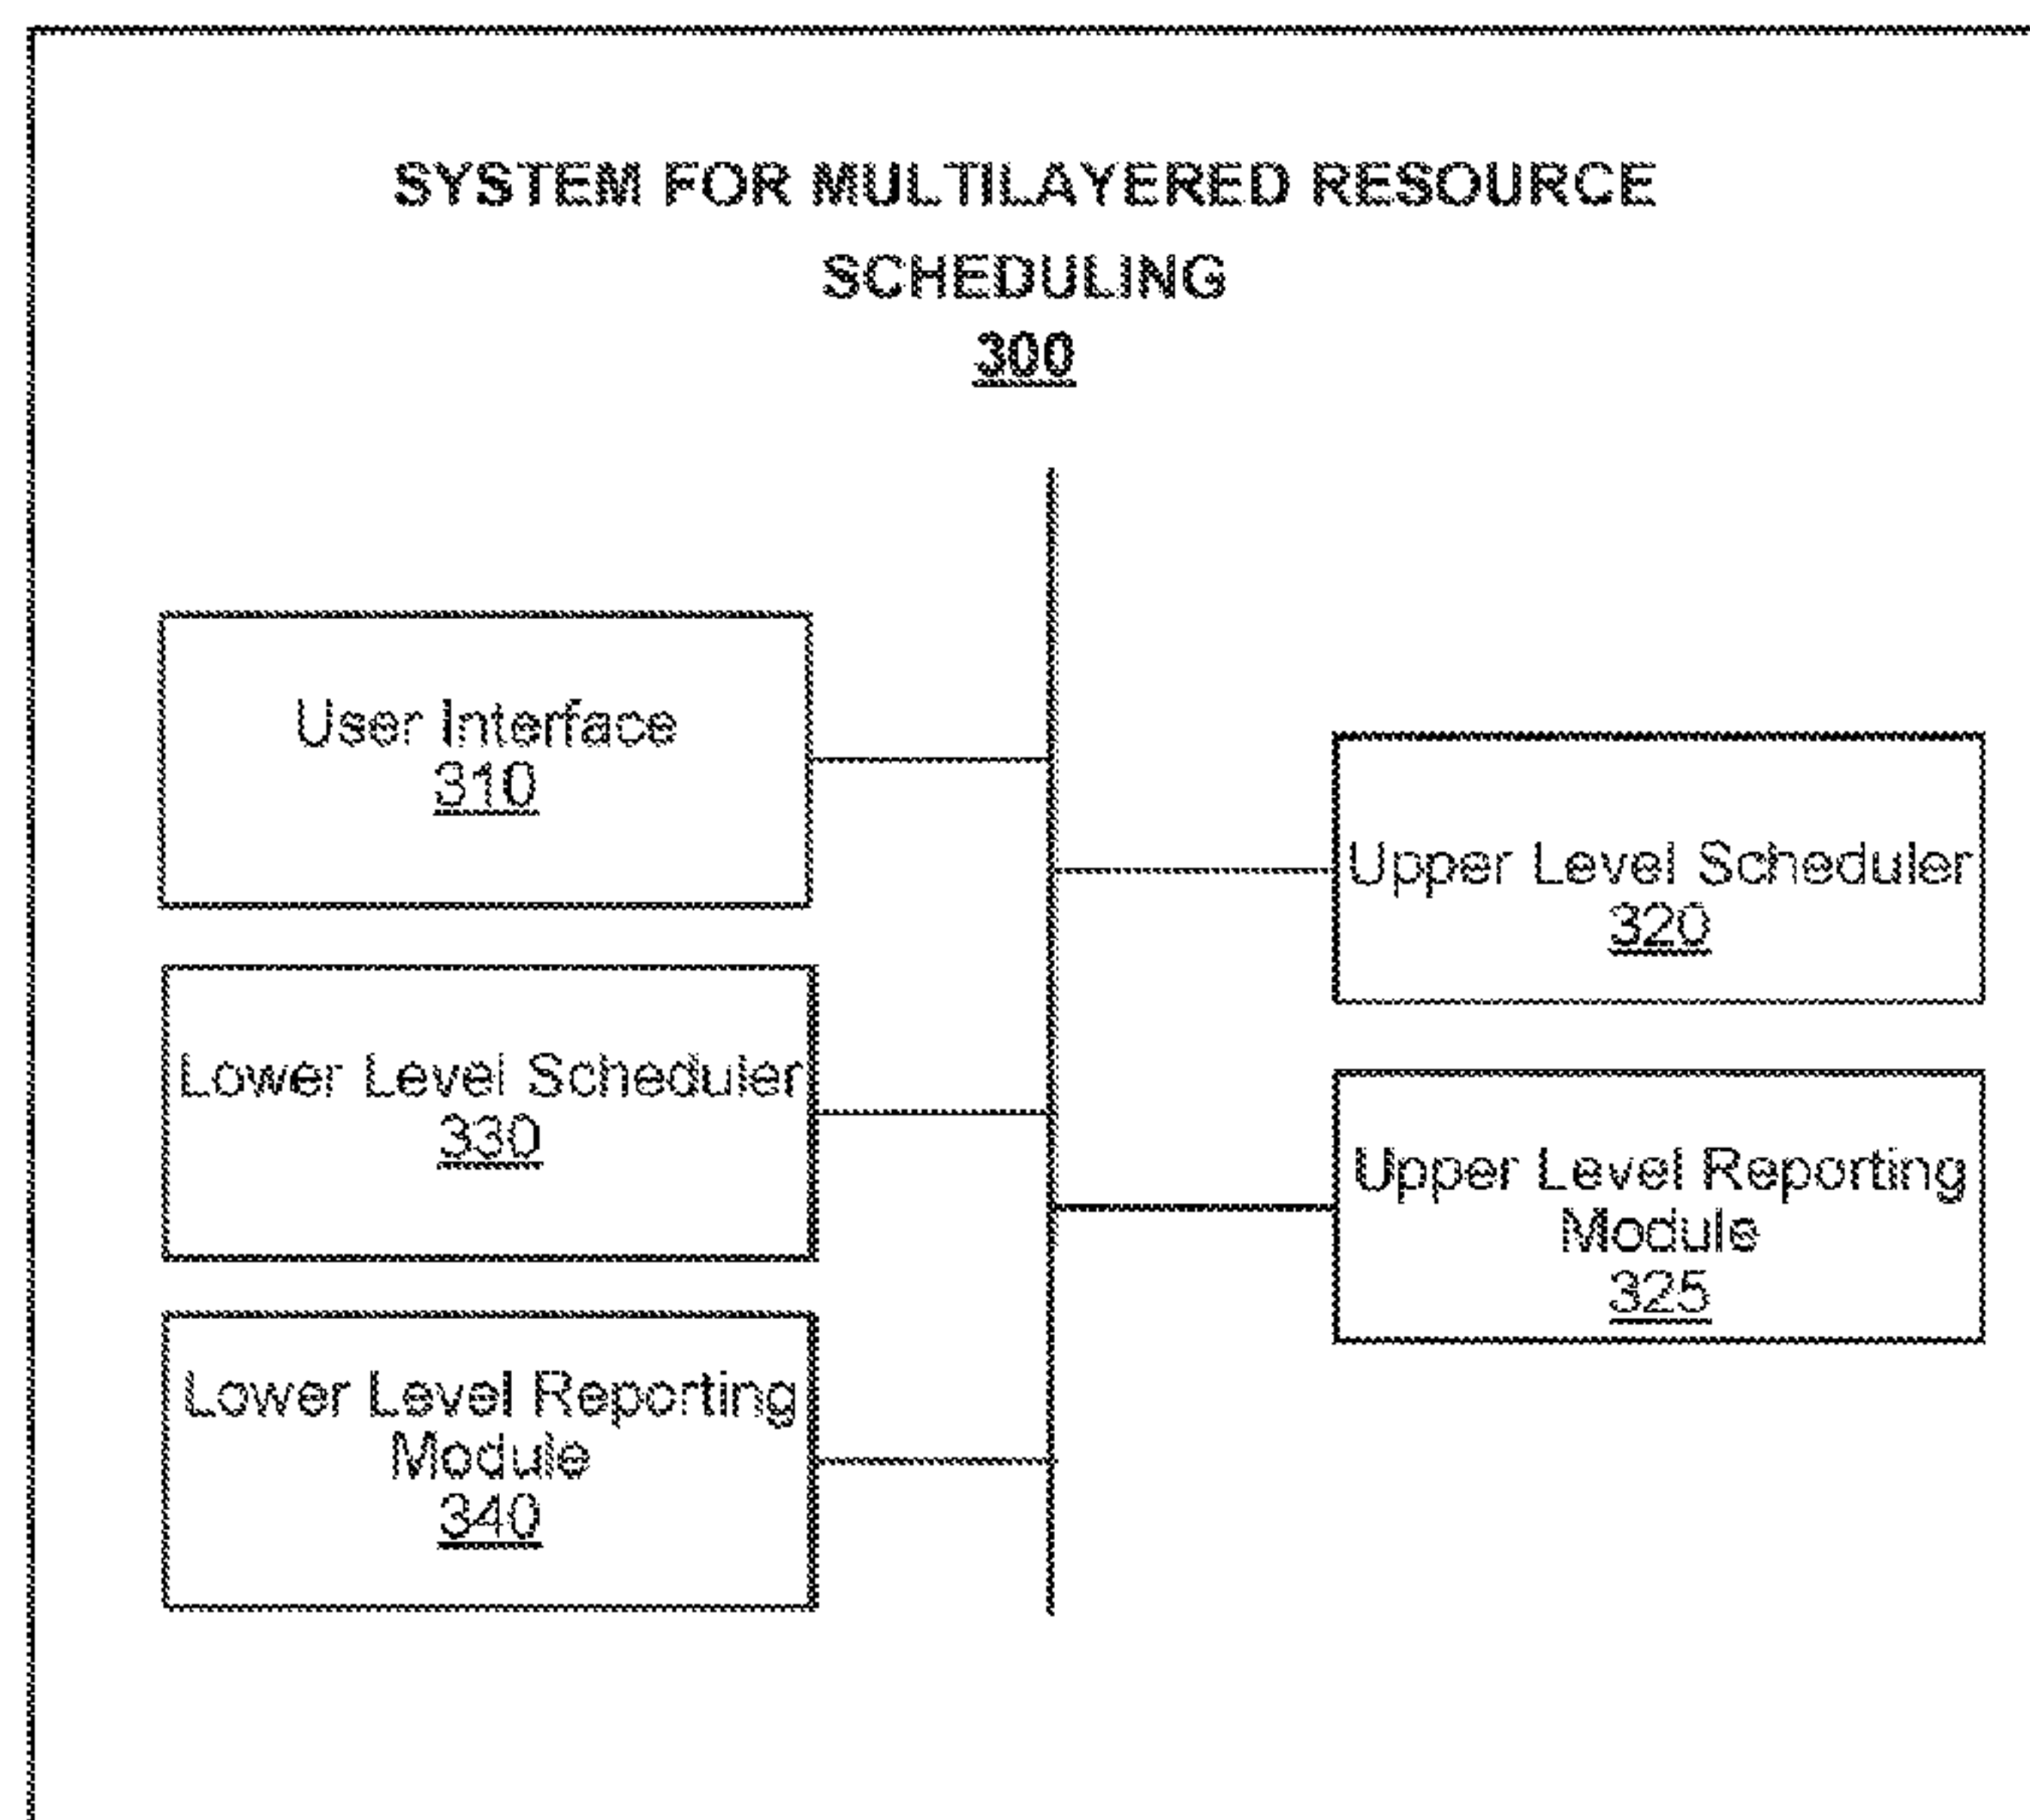 SYSTEM FOR MULTILAYERED RESOURCE
SCHEDULING
300
User Interface
310
Upper Level Scheduler
320
Lower Level Scheduler
330
Upper Level Reporting
Module
325
Lower Level Reporting
Module
340